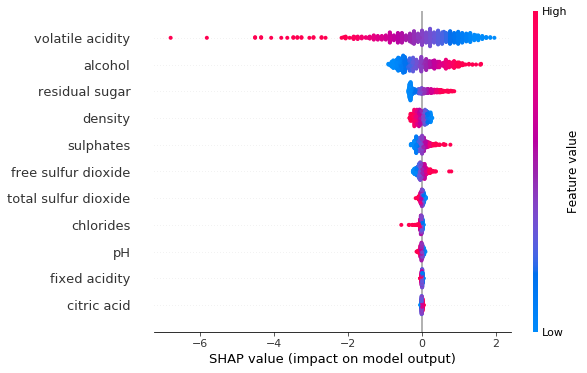 volatile acidity
alcohol
residual sugar
density
sulphates
free sulfur dioxide
total sulfur dioxide
chlorides
pH
fixed acidity
citric acid
−6
−4
−2
0
2
SHAP value (impact on model output)
High
Feature value
Low